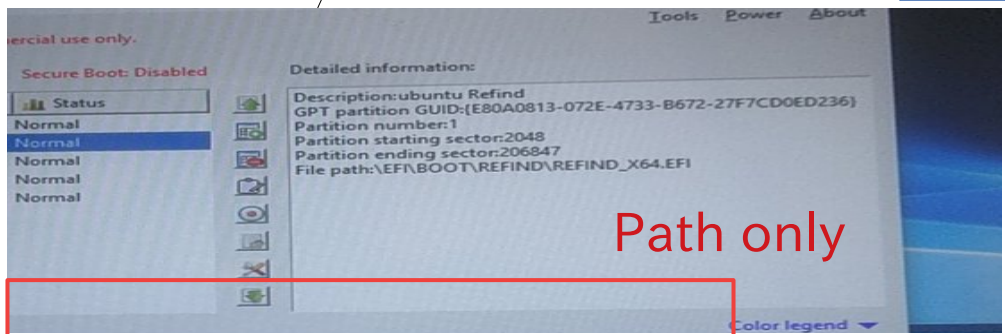 Tools Power About
ercial use only.
Secure Boot: Disabled
Detailed information:
Status
Normal
Normal
Normal
Normal
Normal
Description:ubuntu Refind
GPT partition GUID:{E80A0813-072E-4733-B672-27F7CD0ED236}
Partition number:1
Partition starting sector:2048
Partition ending sector:206847
File path:\EFI\BOOT\REFIND\REFIND_X64.EFI
Path only
Color legend